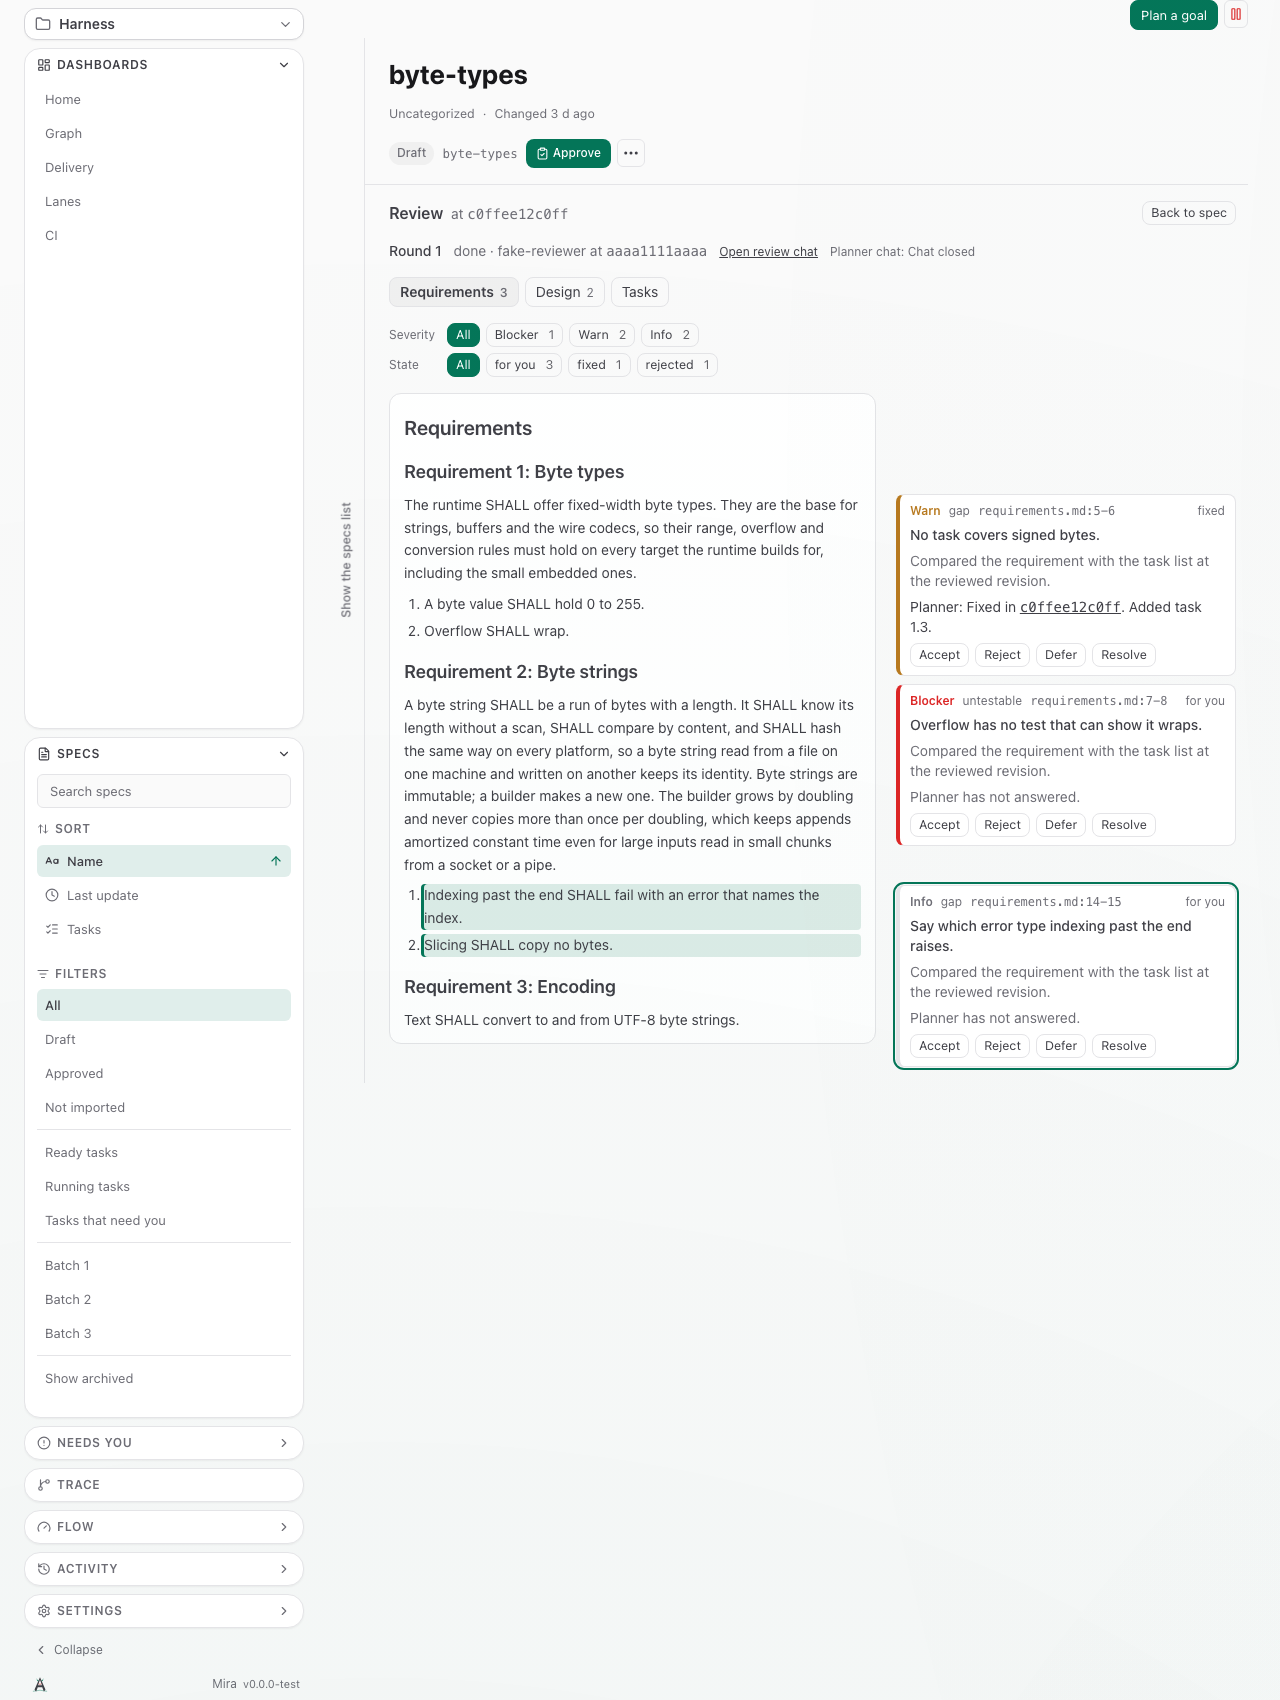 Harness
Plan a goal
DASHBOARDS
Home
Graph
Delivery
Lanes
CI
SPECS
Search specs
SORT
Aa Name
Last update
Tasks
FILTERS
All
Draft
Approved
Not imported
Ready tasks
Running tasks
Tasks that need you
Batch 1
Batch 2
Batch 3
Show archived
NEEDS YOU
TRACE
FLOW
ACTIVITY
SETTINGS
Collapse
Mira v0.0.0-test
Show the specs list
byte-types
Uncategorized · Changed 3 d ago
Draft byte-types Approve
Review at c0ffee12c0ff
Back to spec
Round 1 done · fake-reviewer at aaaa1111aaaa Open review chat Planner chat: Chat closed
Requirements 3 Design 2 Tasks
Severity All Blocker 1 Warn 2 Info 2
State All for you 3 fixed 1 rejected 1
Requirements
Requirement 1: Byte types
The runtime SHALL offer fixed-width byte types. They are the base for
strings, buffers and the wire codecs, so their range, overflow and
conversion rules must hold on every target the runtime builds for,
including the small embedded ones.
1. A byte value SHALL hold 0 to 255.
2. Overflow SHALL wrap.
Requirement 2: Byte strings
A byte string SHALL be a run of bytes with a length. It SHALL know its
length without a scan, SHALL compare by content, and SHALL hash
the same way on every platform, so a byte string read from a file on
one machine and written on another keeps its identity. Byte strings are
immutable; a builder makes a new one. The builder grows by doubling
and never copies more than once per doubling, which keeps appends
amortized constant time even for large inputs read in small chunks
from a socket or a pipe.
1. Indexing past the end SHALL fail with an error that names the
index.
2. Slicing SHALL copy no bytes.
Requirement 3: Encoding
Text SHALL convert to and from UTF-8 byte strings.
Warn gap requirements.md:5–6 fixed
No task covers signed bytes.
Compared the requirement with the task list at
the reviewed revision.
Planner: Fixed in c0ffee12c0ff. Added task
1.3.
Accept Reject Defer Resolve
Blocker untestable requirements.md:7–8 for you
Overflow has no test that can show it wraps.
Compared the requirement with the task list at
the reviewed revision.
Planner has not answered.
Accept Reject Defer Resolve
Info gap requirements.md:14–15 for you
Say which error type indexing past the end
raises.
Compared the requirement with the task list at
the reviewed revision.
Planner has not answered.
Accept Reject Defer Resolve